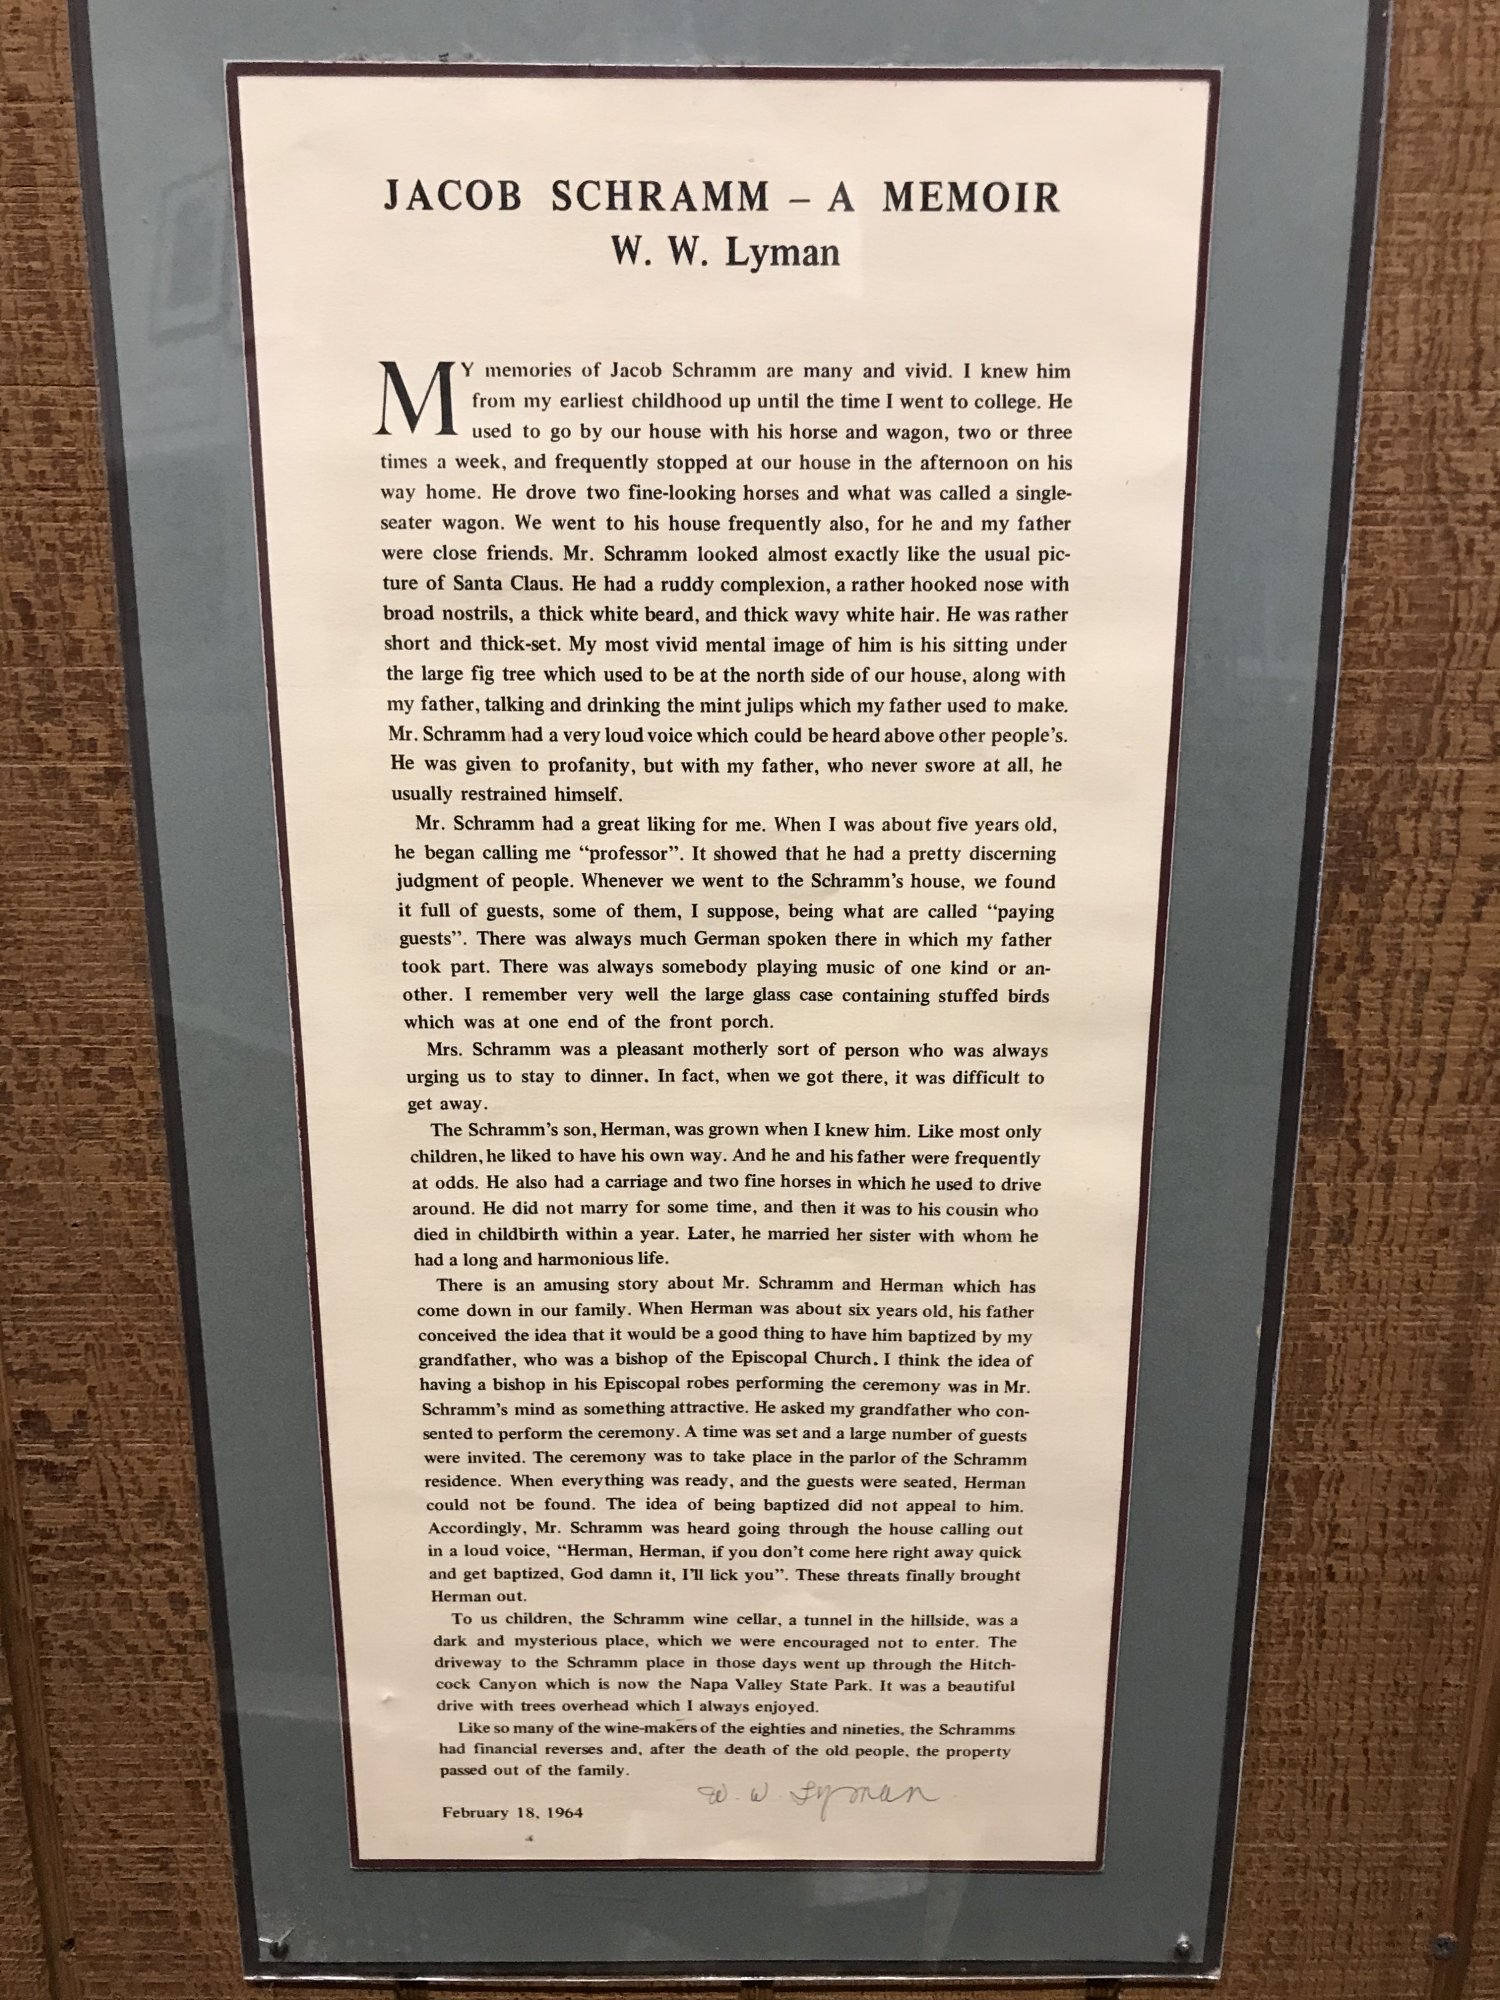 JACOB SCHRAMM – A MEMOIR
W. W. Lyman
MY memories of Jacob Schramm are many and vivid. I knew him
from my earliest childhood up until the time I went to college. He
used to go by our house with his horse and wagon, two or three
times a week, and frequently stopped at our house in the afternoon on his
way home. He drove two fine-looking horses and what was called a single-
seater wagon. We went to his house frequently also, for he and my father
were close friends. Mr. Schramm looked almost exactly like the usual pic-
ture of Santa Claus. He had a ruddy complexion, a rather hooked nose with
broad nostrils, a thick white beard, and thick wavy white hair. He was rather
short and thick-set. My most vivid mental image of him is his sitting under
the large fig tree which used to be at the north side of our house, along with
my father, talking and drinking the mint julips which my father used to make.
Mr. Schramm had a very loud voice which could be heard above other people's.
He was given to profanity, but with my father, who never swore at all, he
usually restrained himself.
Mr. Schramm had a great liking for me. When I was about five years old,
he began calling me “professor”. It showed that he had a pretty discerning
judgment of people. Whenever we went to the Schramm's house, we found
it full of guests, some of them, I suppose, being what are called “paying
guests”. There was always much German spoken there in which my father
took part. There was always somebody playing music of one kind or an-
other. I remember very well the large glass case containing stuffed birds
which was at one end of the front porch.
Mrs. Schramm was a pleasant motherly sort of person who was always
urging us to stay to dinner. In fact, when we got there, it was difficult to
get away.
The Schramm's son, Herman, was grown when I knew him. Like most only
children, he liked to have his own way. And he and his father were frequently
at odds. He also had a carriage and two fine horses in which he used to drive
around. He did not marry for some time, and then it was to his cousin who
died in childbirth within a year. Later, he married her sister with whom he
had a long and harmonious life.
There is an amusing story about Mr. Schramm and Herman which has
come down in our family. When Herman was about six years old, his father
conceived the idea that it would be a good thing to have him baptized by my
grandfather, who was a bishop of the Episcopal Church. I think the idea of
having a bishop in his Episcopal robes performing the ceremony was in Mr.
Schramm's mind as something attractive. He asked my grandfather who con-
sented to perform the ceremony. A time was set and a large number of guests
were invited. The ceremony was to take place in the parlor of the Schramm
residence. When everything was ready, and the guests were seated, Herman
could not be found. The idea of being baptized did not appeal to him.
Accordingly, Mr. Schramm was heard going through the house calling out
in a loud voice, “Herman, Herman, if you don't come here right away quick
and get baptized, God damn it, I'll lick you”. These threats finally brought
Herman out.
To us children, the Schramm wine cellar, a tunnel in the hillside, was a
dark and mysterious place, which we were encouraged not to enter. The
driveway to the Schramm place in those days went up through the Hitch-
cock Canyon which is now the Napa Valley State Park. It was a beautiful
drive with trees overhead which I always enjoyed.
Like so many of the wine-makers of the eighties and nineties, the Schramms
had financial reverses and, after the death of the old people, the property
passed out of the family.
W. W. Lyman
February 18, 1964